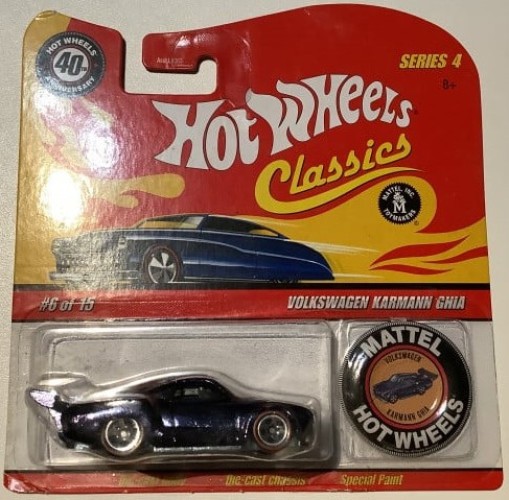 HOT WHEELS
40th
ANNIVERSARY
SERIES 4
8+
HOT WHEELS
Classics
MATTEL, INC.
M
TOYMAKERS
#6 of 15
VOLKSWAGEN KARMANN GHIA
MATTEL
VOLKSWAGEN
KARMANN GHIA
HOT WHEELS
Die-cast chassis
Special Paint